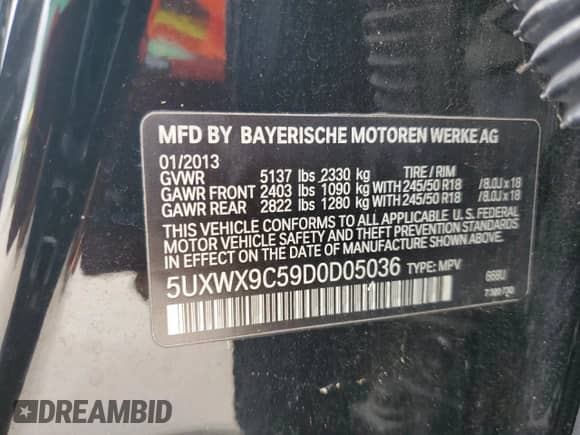 MFD BY BAYERISCHE MOTOREN WERKE AG
01/2013
GVWR 5137 lbs 2330 kg TIRE / RIM
GAWR FRONT 2403 lbs 1090 kg WITH 245/50 R18 /8.0J x 18
GAWR REAR 2822 lbs 1280 kg WITH 245/50 R18 /8.0J x 18
THIS VEHICLE CONFORMS TO ALL APPLICABLE U. S. FEDERAL
MOTOR VEHICLE SAFETY AND THEFT PREVENTION STANDARDS
IN EFFECT ON THE DATE OF MANUFACTURE SHOWN ABOVE.
5UXWX9C59D0D05036 TYPE: MPV
DREAMBID